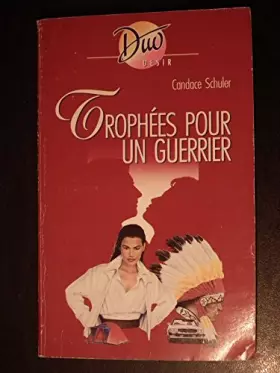 Duo
DÉSIR
Candace Schuler
TROPHÉES POUR
UN GUERRIER